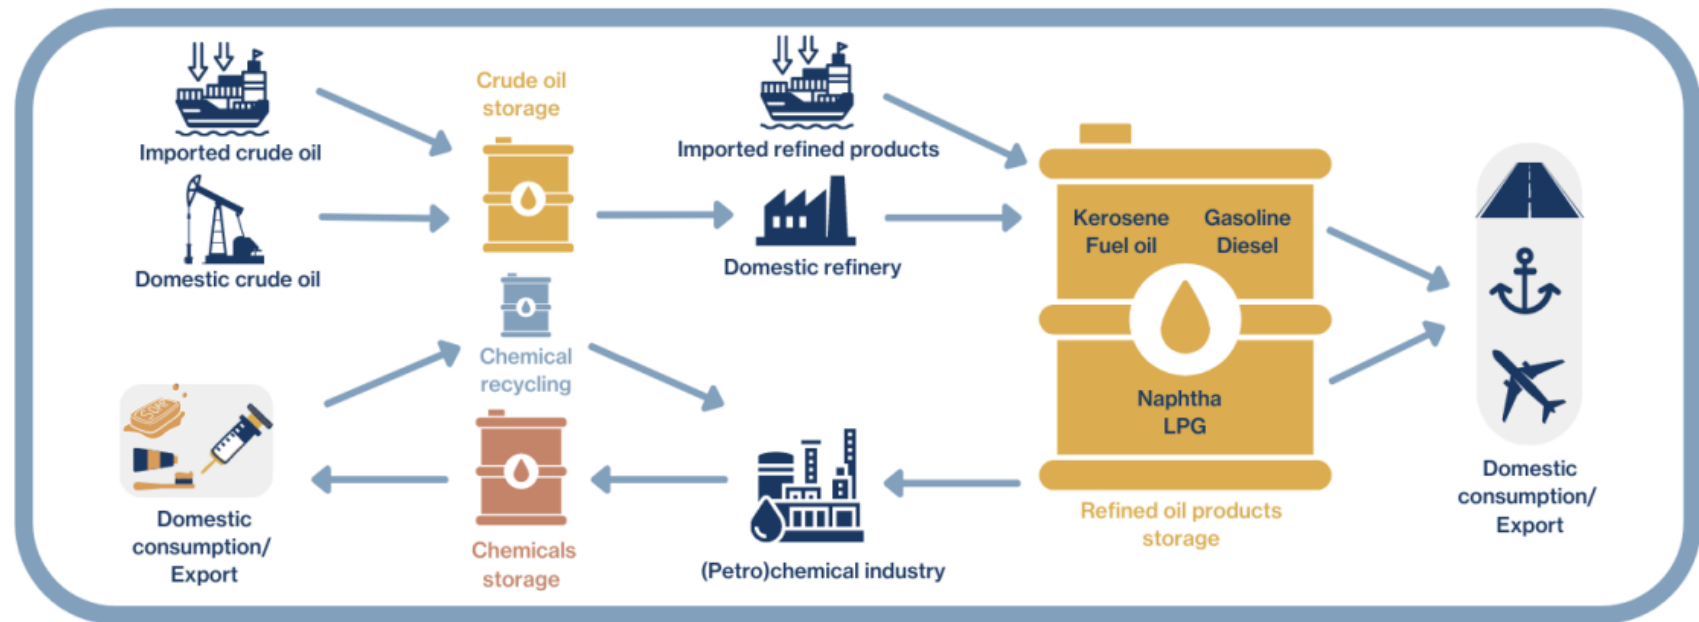 Crude oil
storage
Imported crude oil
Imported refined products
Kerosene
Fuel oil
Gasoline
Diesel
Domestic crude oil
Domestic refinery
Chemical
recycling
Naphtha
LPG
SOAP
Domestic
consumption/
Export
Refined oil products
storage
Domestic
consumption/
Export
Chemicals
storage
(Petro)chemical industry